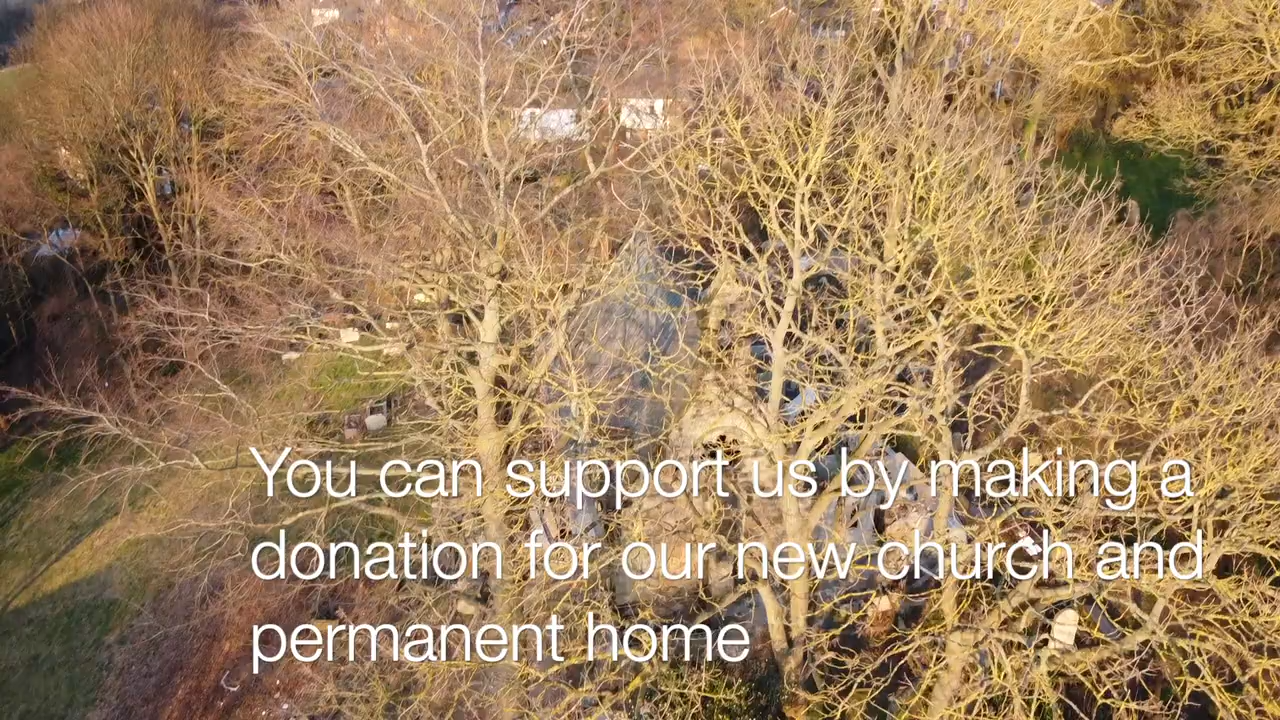 You can support us by making a
donation for our new church and
permanent home